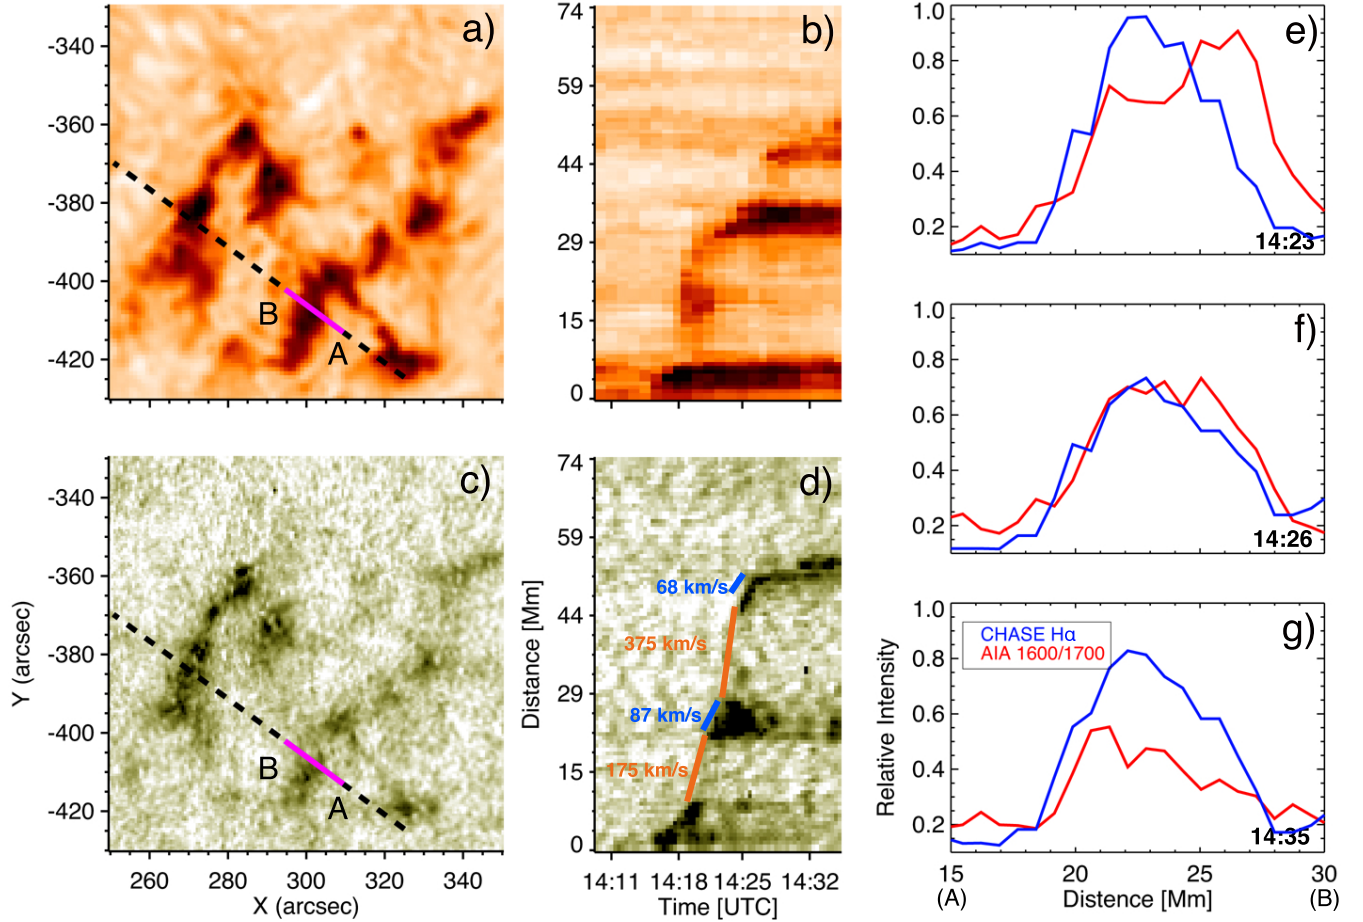 a)
-340
-360
-380
-400
-420
B
A
b)
74
59
44
29
15
0
e)
1.0
0.8
0.6
0.4
0.2
14:23
f)
1.0
0.8
0.6
0.4
0.2
14:26
c)
-340
-360
-380
-400
-420
Y (arcsec)
B
A
260 280 300 320 340
X (arcsec)
d)
74
59
44
29
15
0
Distance [Mm]
68 km/s
375 km/s
87 km/s
175 km/s
14:11 14:18 14:25 14:32
Time [UTC]
g)
1.0
0.8
0.6
0.4
0.2
Relative Intensity
CHASE Hα
AIA 1600/1700
14:35
15 20 25 30
(A) Distence [Mm] (B)